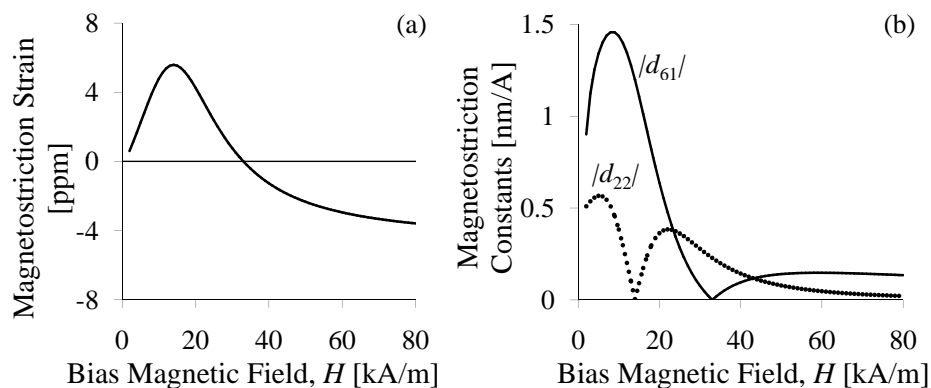 (a)
Magnetostriction Strain
[ppm]
8
4
0
-4
-8
0
20
40
60
80
Bias Magnetic Field, H [kA/m]
(b)
Magnetostriction
Constants [nm/A]
1.5
1
0.5
0
|d61|
|d22|
0
20
40
60
80
Bias Magnetic Field, H [kA/m]